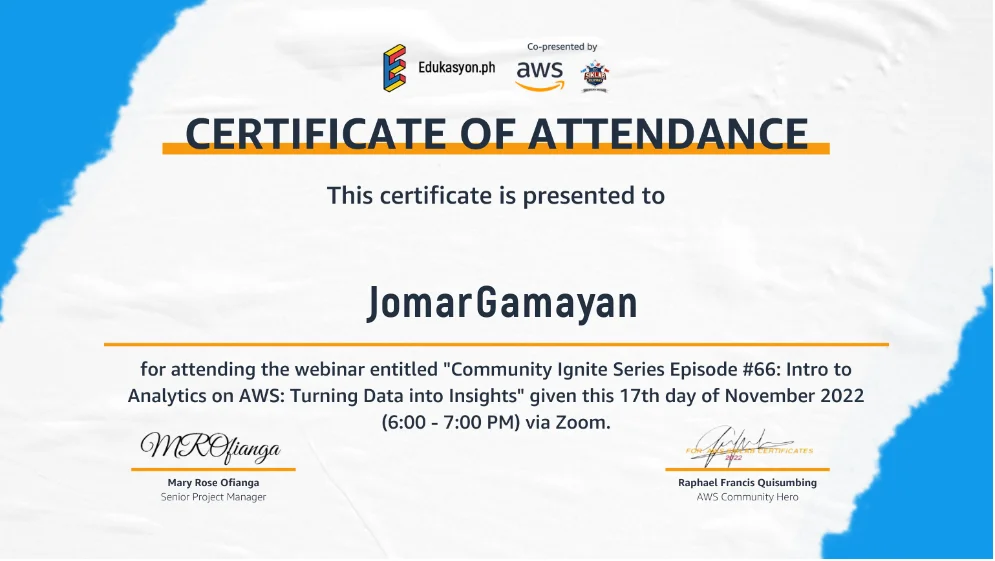 Co-presented by
Edukasyon.ph
aws
SIKLAB
CERTIFICATE OF ATTENDANCE
This certificate is presented to
JomarGamayan
for attending the webinar entitled "Community Ignite Series Episode #66: Intro to
Analytics on AWS: Turning Data into Insights" given this 17th day of November 2022
(6:00 - 7:00 PM) via Zoom.
MROfianga
FOR CERTIFICATES
2022
Mary Rose Ofianga
Raphael Francis Quisumbing
Senior Project Manager
AWS Community Hero